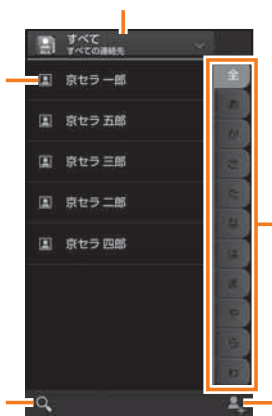 すべて
すべての連絡先
京セラ 一郎
京セラ 五郎
京セラ 三郎
京セラ 二郎
京セラ 四郎
全
あ
か
さ
た
な
は
ま
や
ら
わ